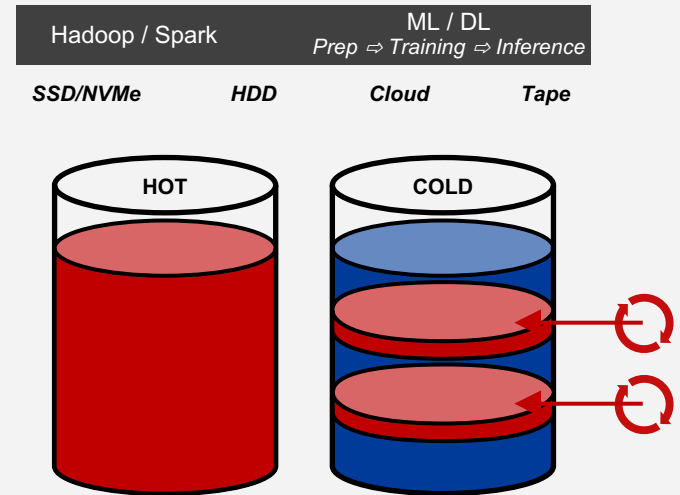 Hadoop / Spark
ML / DL
Prep ⇨ Training ⇨ Inference
SSD/NVMe HDD Cloud Tape
HOT COLD